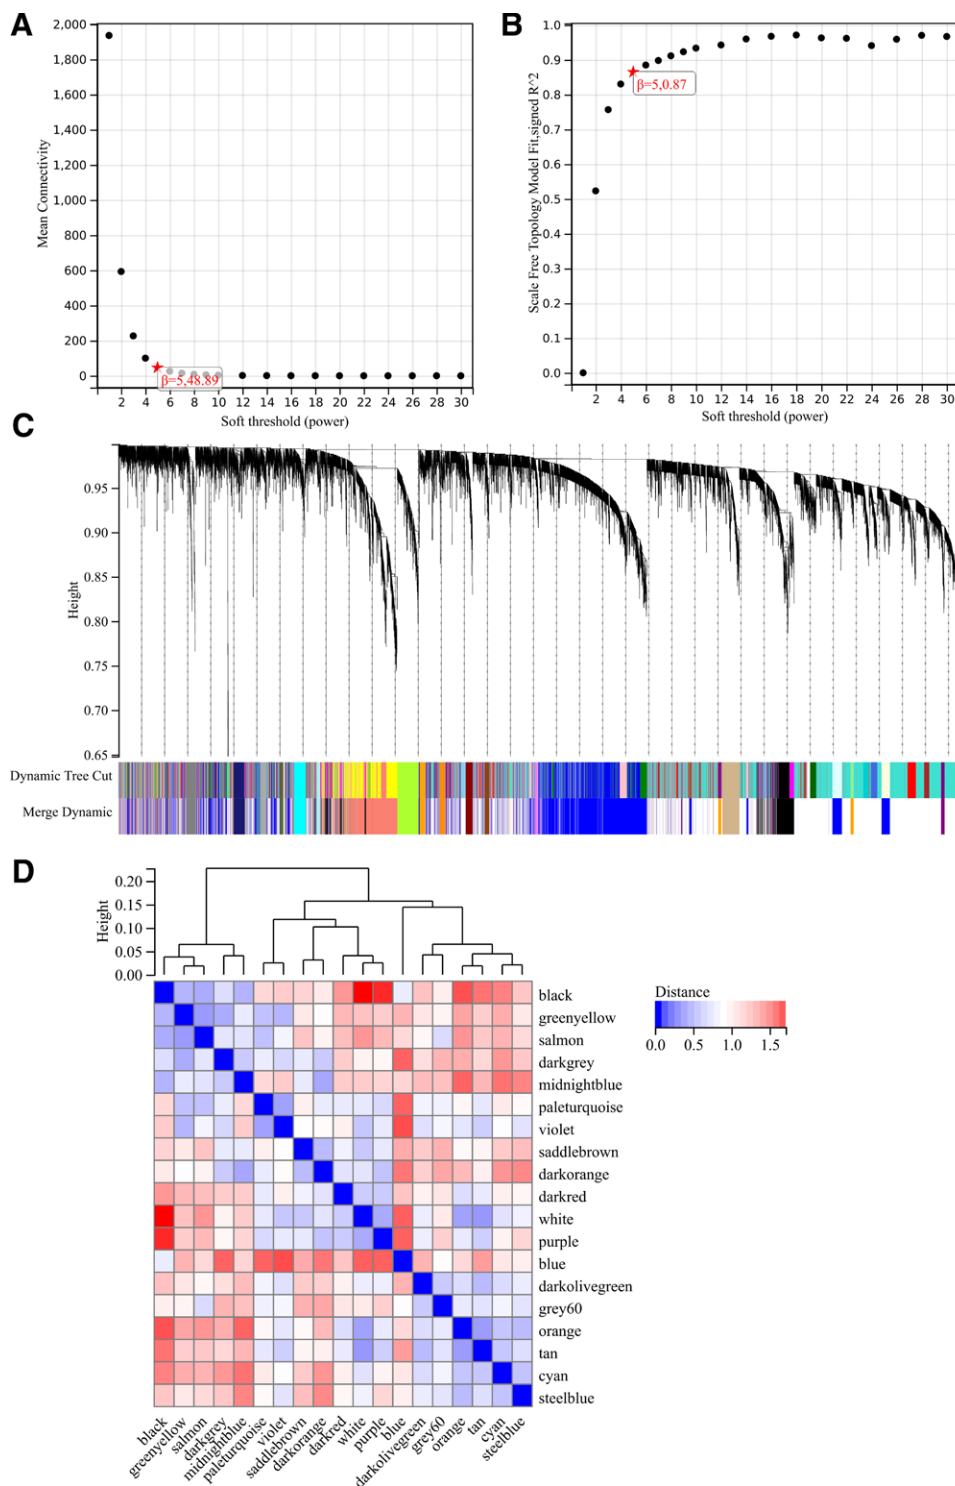 A
2,000
1,800
1,600
1,400
1,200
1,000
800
600
400
200
0
Mean Connectivity
β=5,48.89
2 4 6 8 10 12 14 16 18 20 22 24 26 28 30
Soft threshold (power)
B
1.0
0.9
0.8
0.7
0.6
0.5
0.4
0.3
0.2
0.1
0.0
Scale Free Topology Model Fit,signed R^2
β=5,0.87
2 4 6 8 10 12 14 16 18 20 22 24 26 28 30
Soft threshold (power)
C
0.95
0.90
0.85
0.80
0.75
0.70
0.65
Height
Dynamic Tree Cut
Merge Dynamic
D
0.20
0.15
0.10
0.05
0.00
Height
black
greenyellow
salmon
darkgrey
midnightblue
paleturquoise
violet
saddlebrown
darkorange
darkred
white
purple
blue
darkolivegreen
grey60
orange
tan
cyan
steelblue
Distance
0.0 0.5 1.0 1.5
black greenyellow salmon darkgrey midnightblue paleturquoise violet saddlebrown darkorange darkred white purple blue darkolivegreen grey60 orange tan cyan steelblue